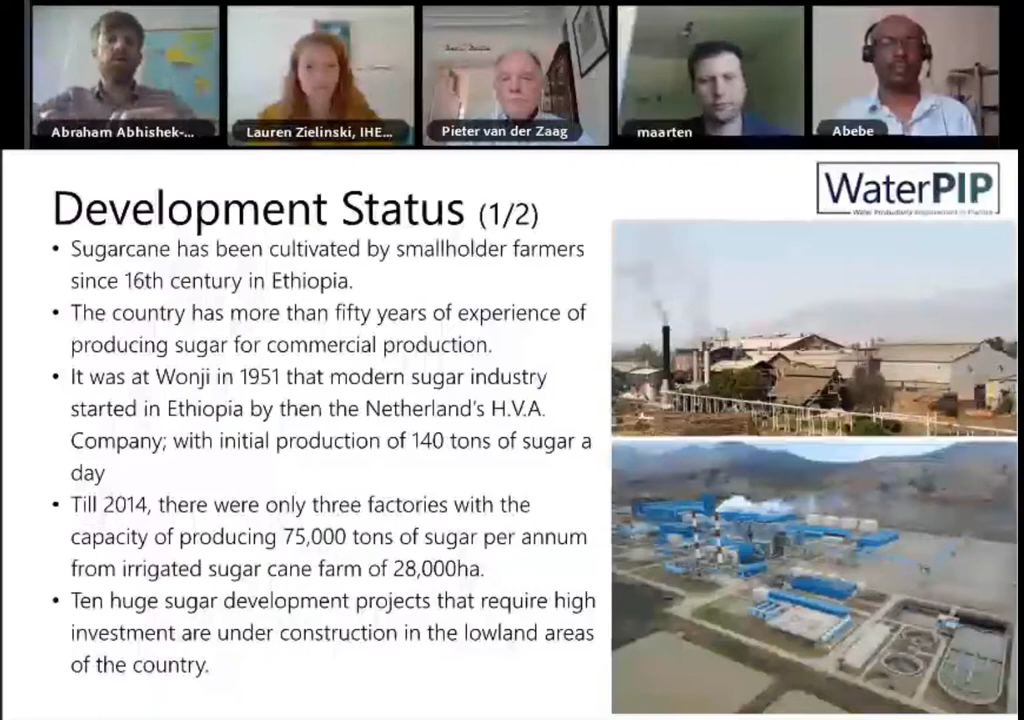 Abraham Abhishek-...
Lauren Zielinski, IHE...
Pieter van der Zaag
maarten
Abebe
WaterPIP
Water Productivity Improvement in Practice
Development Status (1/2)
• Sugarcane has been cultivated by smallholder farmers
since 16th century in Ethiopia.
• The country has more than fifty years of experience of
producing sugar for commercial production.
• It was at Wonji in 1951 that modern sugar industry
started in Ethiopia by then the Netherland's H.V.A.
Company; with initial production of 140 tons of sugar a
day
• Till 2014, there were only three factories with the
capacity of producing 75,000 tons of sugar per annum
from irrigated sugar cane farm of 28,000ha.
• Ten huge sugar development projects that require high
investment are under construction in the lowland areas
of the country.